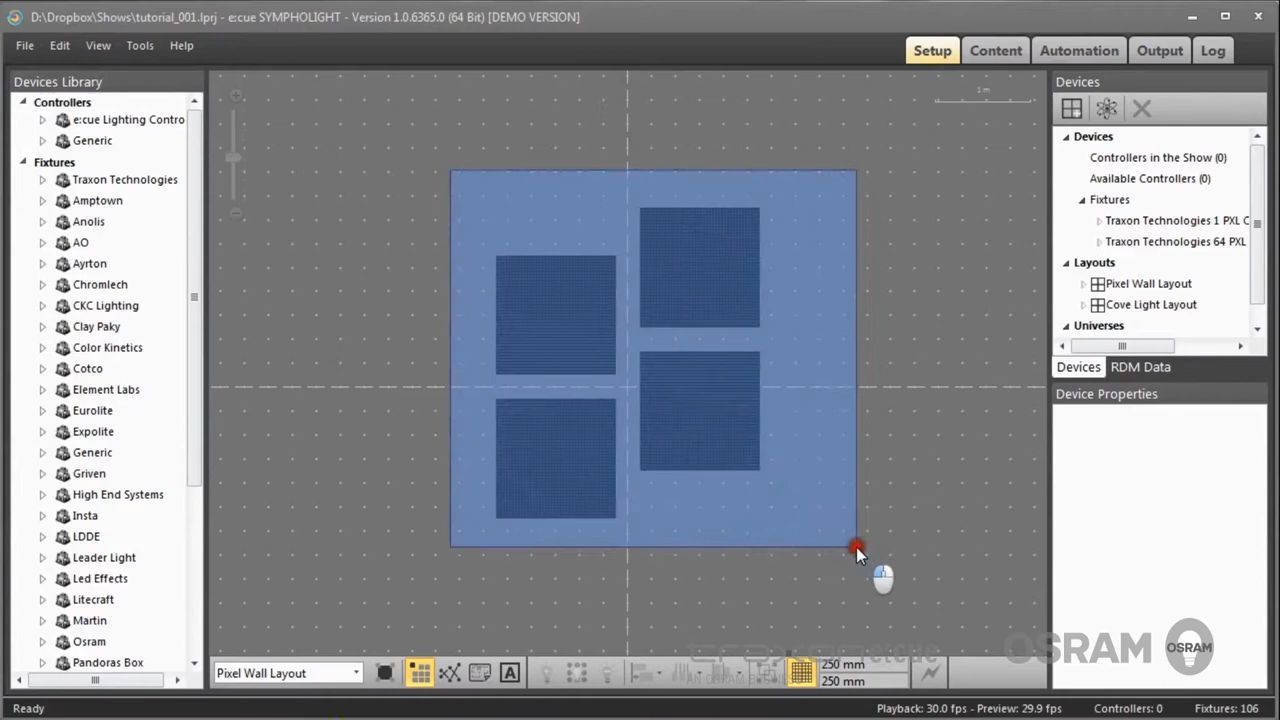 D:\Dropbox\Shows\tutorial_001.lprj - e:cue SYMPHOLIGHT - Version 1.0.6365.0 (64 Bit) [DEMO VERSION]
File Edit View Tools Help
Setup Content Automation Output Log
Devices Library
Controllers
e:cue Lighting Contro
Generic
Fixtures
Traxon Technologies
Amptown
Anolis
AO
Ayrton
Chromlech
CKC Lighting
Clay Paky
Color Kinetics
Cotco
Element Labs
Eurolite
Expolite
Generic
Griven
High End Systems
Insta
LDDE
Leader Light
Led Effects
Litecraft
Martin
Osram
Pandoras Box
1 m
Devices
Devices
Controllers in the Show (0)
Available Controllers (0)
Fixtures
Traxon Technologies 1 PXL C
Traxon Technologies 64 PXL
Layouts
Pixel Wall Layout
Cove Light Layout
Universes
Devices RDM Data
Device Properties
OSRAM
OSRAM
Pixel Wall Layout
A
250 mm
250 mm
Ready
Playback: 30.0 fps - Preview: 29.9 fps Controllers: 0 Fixtures: 106